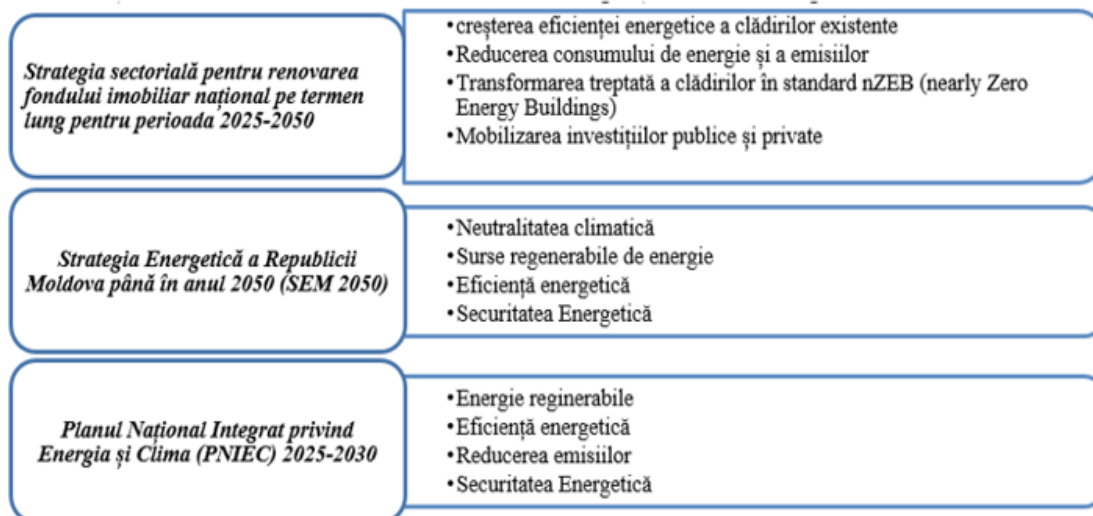 Strategia sectorială pentru renovarea
fondului imobiliar național pe termen
lung pentru perioada 2025-2050
•creșterea eficienței energetice a clădirilor existente
•Reducerea consumului de energie și a emisiilor
•Transformarea treptată a clădirilor în standard nZEB (nearly Zero
Energy Buildings)
•Mobilizarea investițiilor publice și private
Strategia Energetică a Republicii
Moldova până în anul 2050 (SEM 2050)
•Neutralitatea climatică
•Surse regenerabile de energie
•Eficiență energetică
•Securitatea Energetică
Planul Național Integrat privind
Energia și Clima (PNIEC) 2025-2030
•Energie reginerabile
•Eficiență energetică
•Reducerea emisiilor
•Securitatea Energetică